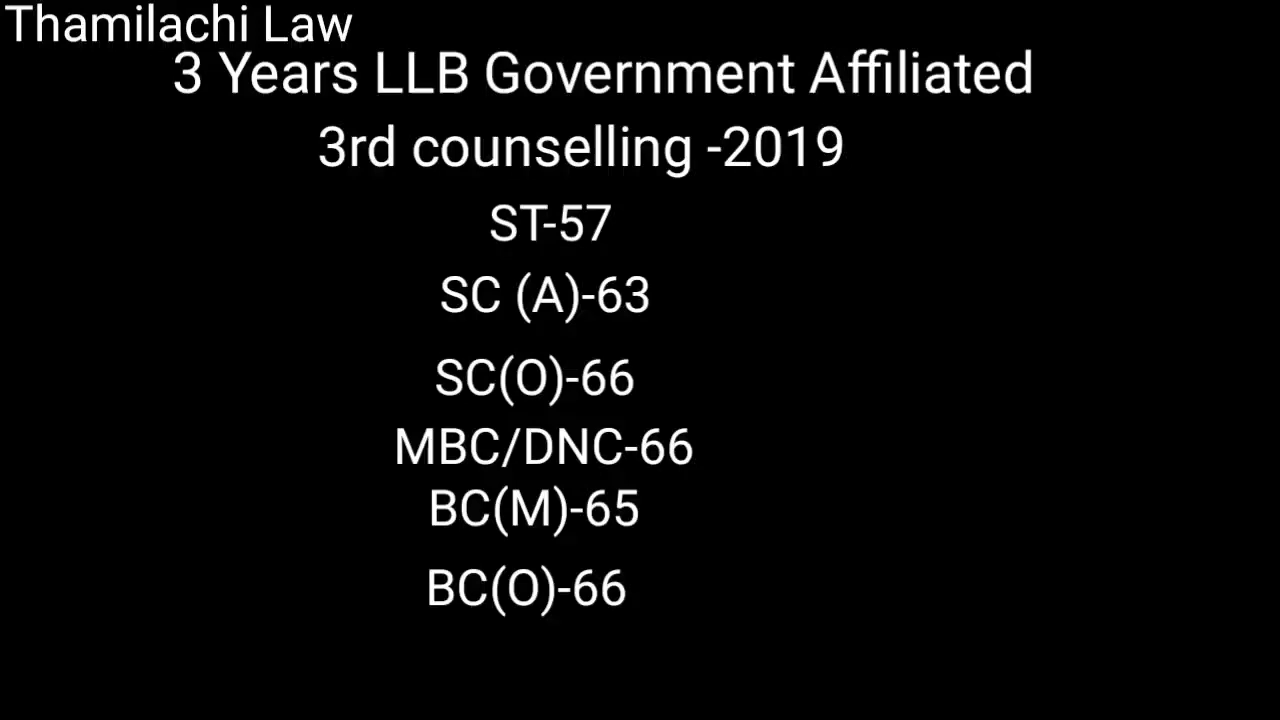 Thamilachi Law
3 Years LLB Government Affiliated
3rd counselling -2019
ST-57
SC (A)-63
SC(O)-66
MBC/DNC-66
BC(M)-65
BC(O)-66